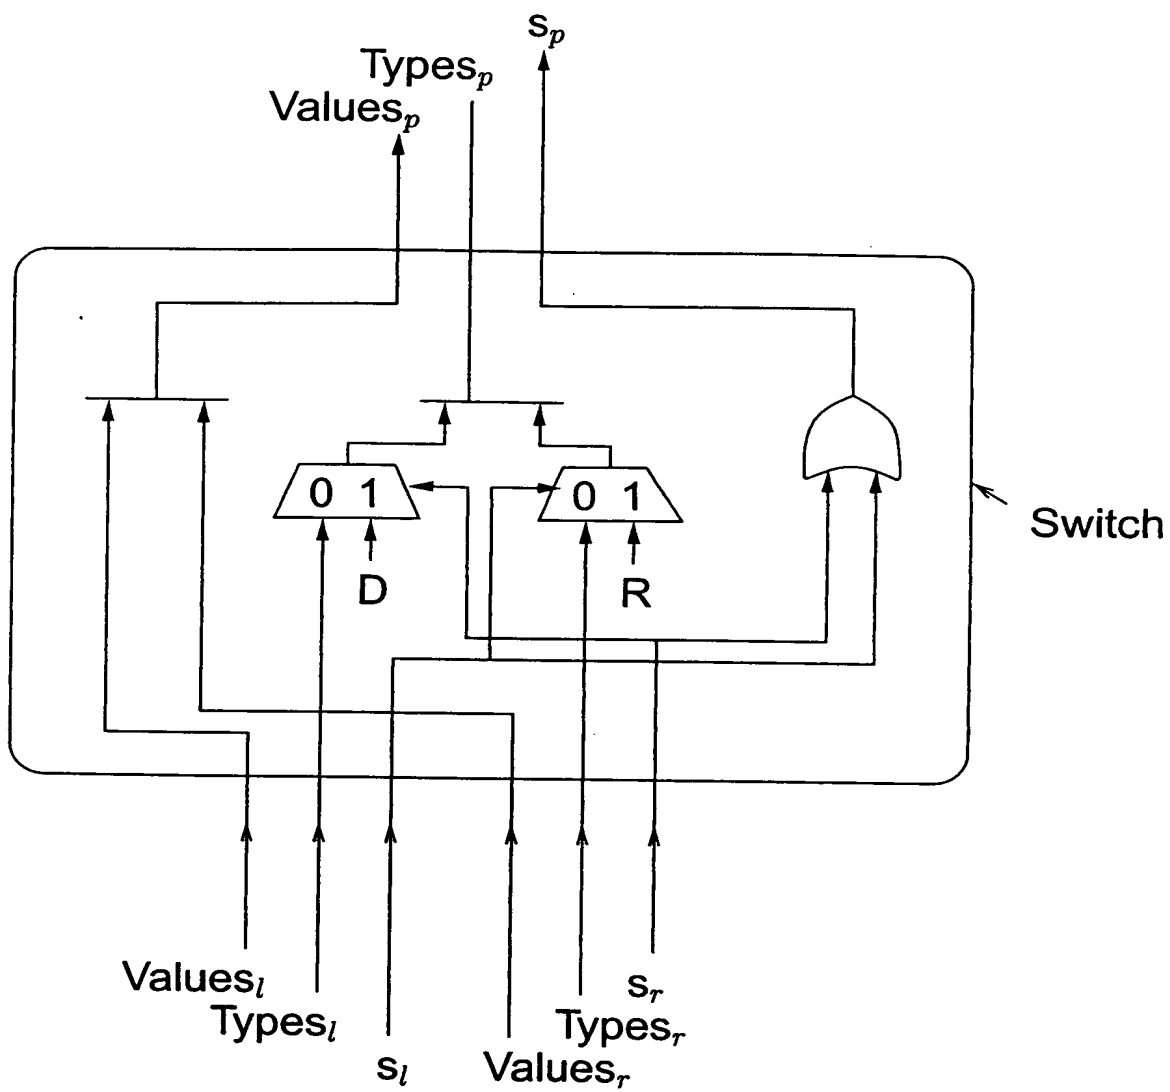 s_p
Types_p
Values_p
0 1
0 1
D
R
Switch
Values_l
s_r
Types_l
Types_r
s_l
Values_r